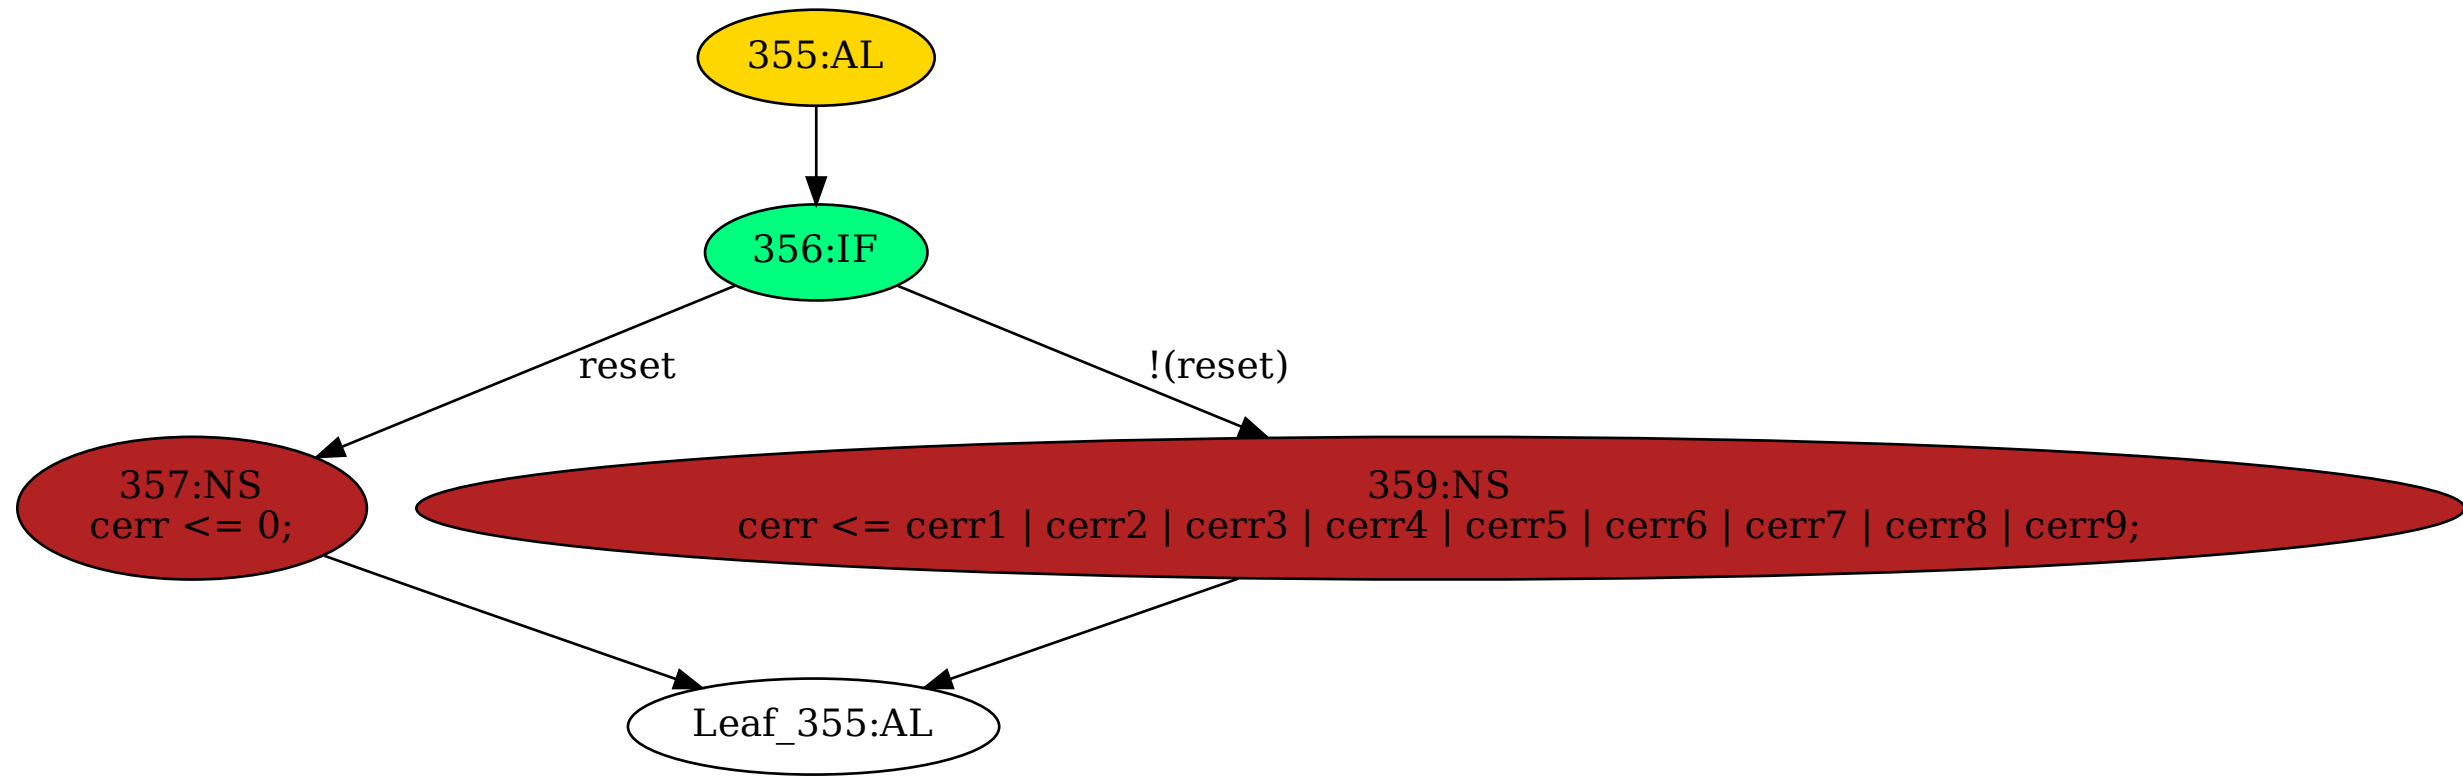 355:AL
356:IF
reset
!(reset)
357:NS
cerr <= 0;
359:NS
cerr <= cerr1 | cerr2 | cerr3 | cerr4 | cerr5 | cerr6 | cerr7 | cerr8 | cerr9;
Leaf_355:AL